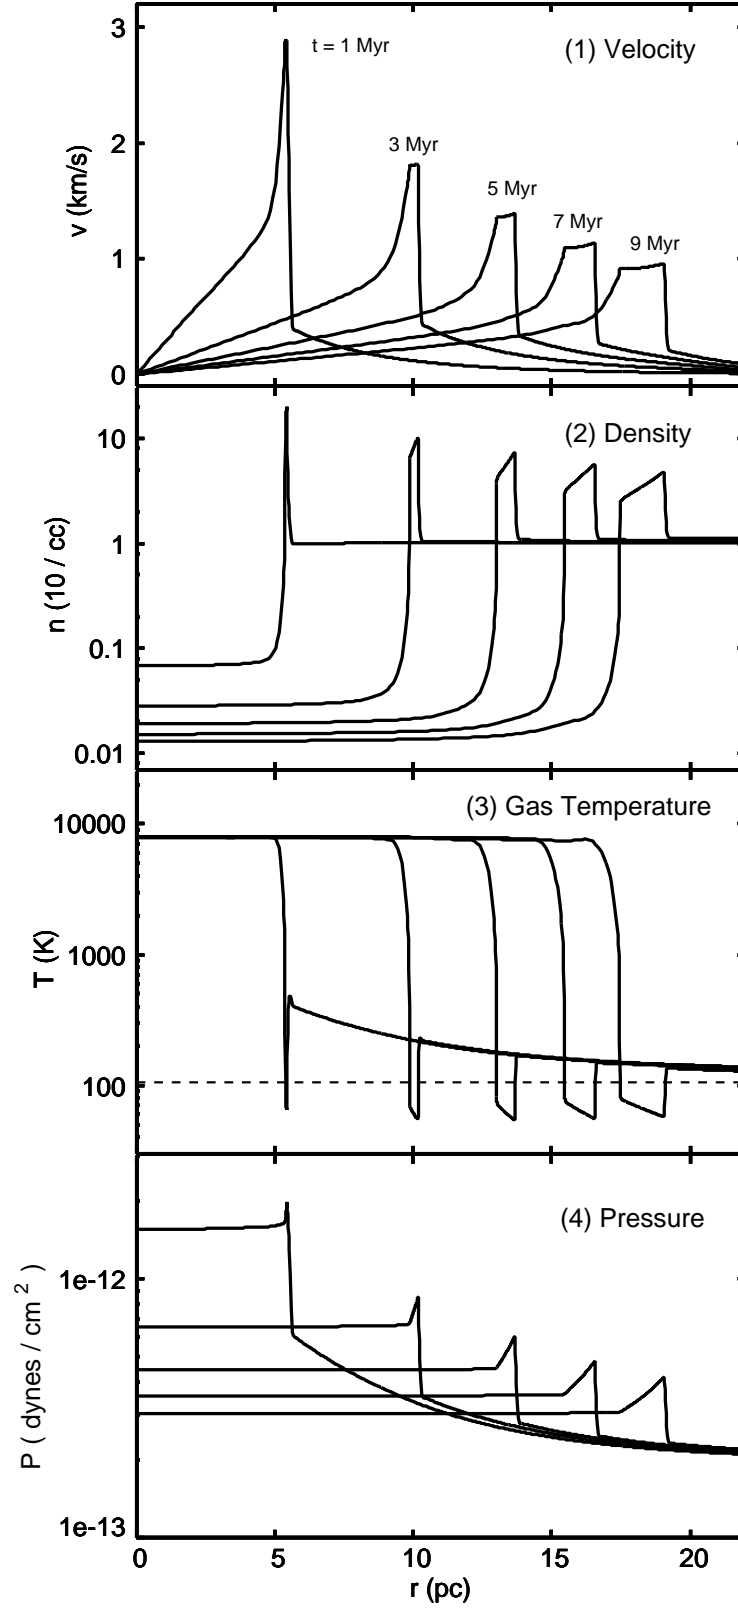 3
(1) Velocity
t = 1 Myr
2
3 Myr
v (km/s)
5 Myr
7 Myr
1
9 Myr
0
10
(2) Density
1
n (10 / cc)
0.1
0.01
(3) Gas Temperature
10000
T (K)
1000
100
(4) Pressure
1e-12
P ( dynes / cm 2 )
1e-13
0 5 10 15 20
r (pc)